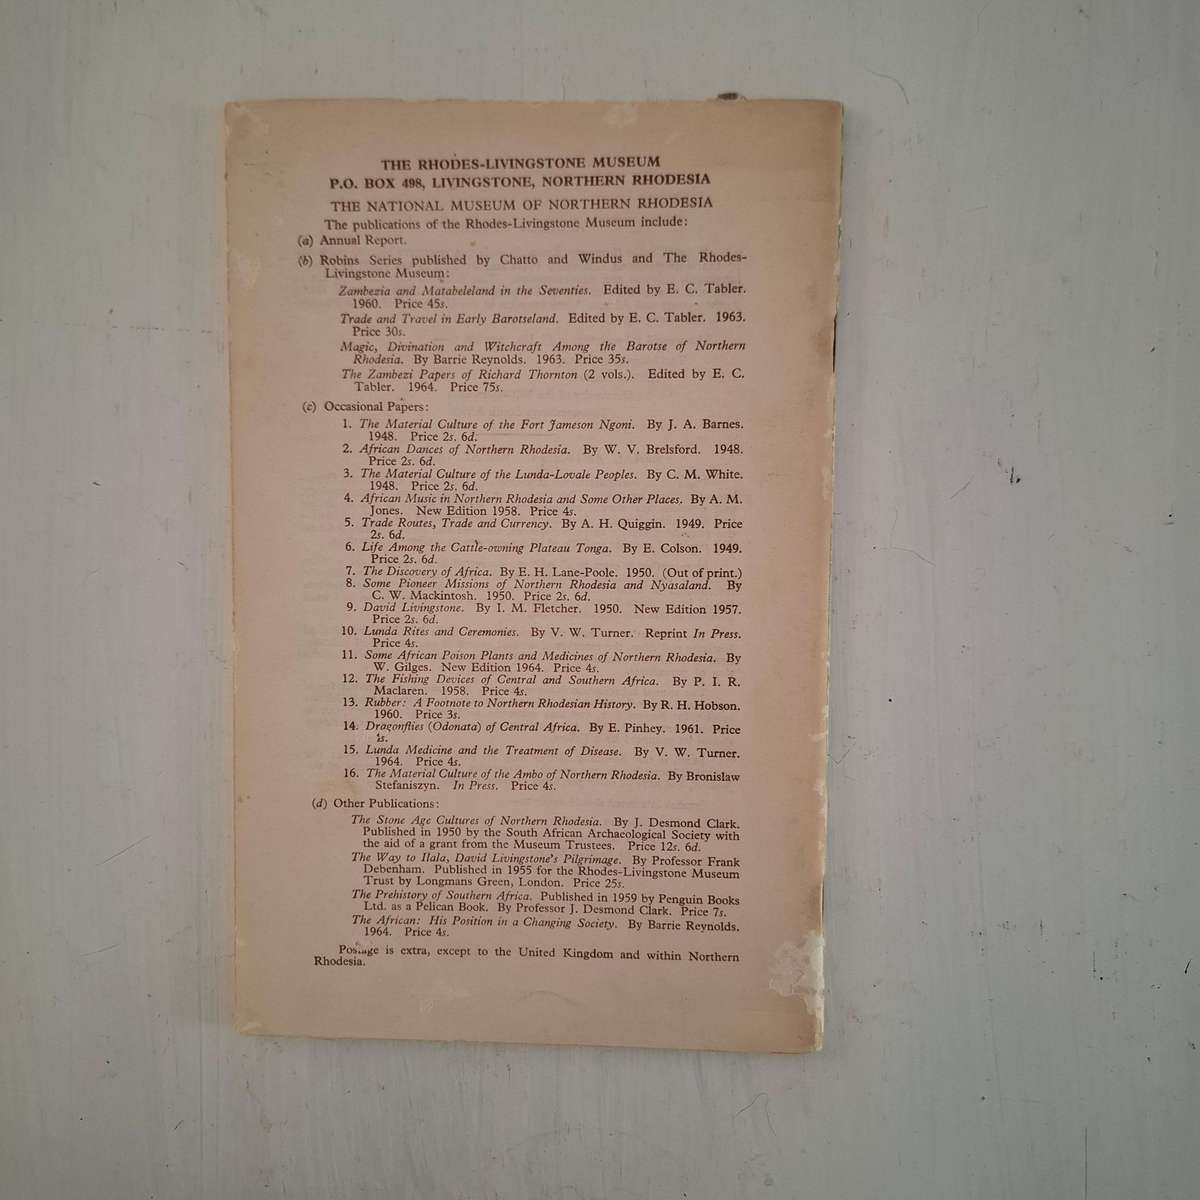 THE RHODES-LIVINGSTONE MUSEUM
P.O. BOX 498, LIVINGSTONE, NORTHERN RHODESIA
THE NATIONAL MUSEUM OF NORTHERN RHODESIA
The publications of the Rhodes-Livingstone Museum include:
(a) Annual Report.
(b) Robins Series published by Chatto and Windus and The Rhodes-
Livingstone Museum:
Zambezia and Matabeleland in the Seventies. Edited by E. C. Tabler.
1960. Price 45s.
Trade and Travel in Early Barotseland. Edited by E. C. Tabler. 1963.
Price 30s.
Magic, Divination and Witchcraft Among the Barotse of Northern
Rhodesia. By Barrie Reynolds. 1963. Price 35s.
The Zambezi Papers of Richard Thornton (2 vols.). Edited by E. C.
Tabler. 1964. Price 75s.
(c) Occasional Papers:
1. The Material Culture of the Fort Jameson Ngoni. By J. A. Barnes.
1948. Price 2s. 6d.
2. African Dances of Northern Rhodesia. By W. V. Brelsford. 1948.
Price 2s. 6d.
3. The Material Culture of the Lunda-Lovale Peoples. By C. M. White.
1948. Price 2s. 6d.
4. African Music in Northern Rhodesia and Some Other Places. By A. M.
Jones. New Edition 1958. Price 4s.
5. Trade Routes, Trade and Currency. By A. H. Quiggin. 1949. Price
2s. 6d.
6. Life Among the Cattle-owning Plateau Tonga. By E. Colson. 1949.
Price 2s. 6d.
7. The Discovery of Africa. By E. H. Lane-Poole. 1950. (Out of print.)
8. Some Pioneer Missions of Northern Rhodesia and Nyasaland. By
C. W. Mackintosh. 1950. Price 2s. 6d.
9. David Livingstone. By I. M. Fletcher. 1950. New Edition 1957.
Price 2s. 6d.
10. Lunda Rites and Ceremonies. By V. W. Turner. Reprint In Press.
Price 4s.
11. Some African Poison Plants and Medicines of Northern Rhodesia. By
W. Gilges. New Edition 1964. Price 4s.
12. The Fishing Devices of Central and Southern Africa. By P. I. R.
Maclaren. 1958. Price 4s.
13. Rubber: A Footnote to Northern Rhodesian History. By R. H. Hobson.
1960. Price 3s.
14. Dragonflies (Odonata) of Central Africa. By E. Pinhey. 1961. Price
15. Lunda Medicine and the Treatment of Disease. By V. W. Turner.
1964. Price 4s.
16. The Material Culture of the Ambo of Northern Rhodesia. By Bronislaw
Stefaniszyn. In Press. Price 4s.
(d) Other Publications:
The Stone Age Cultures of Northern Rhodesia. By J. Desmond Clark.
Published in 1950 by the South African Archaeological Society with
the aid of a grant from the Museum Trustees. Price 12s. 6d.
The Way to Ilala, David Livingstone's Pilgrimage. By Professor Frank
Debenham. Published in 1955 for the Rhodes-Livingstone Museum
Trust by Longmans Green, London. Price 25s.
The Prehistory of Southern Africa. Published in 1959 by Penguin Books
Ltd. as a Pelican Book. By Professor J. Desmond Clark. Price 7s.
The African: His Position in a Changing Society. By Barrie Reynolds.
1964. Price 4s.
Postage is extra, except to the United Kingdom and within Northern
Rhodesia.